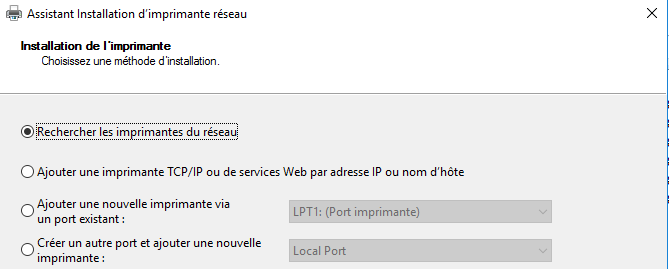 Assistant Installation d'imprimante réseau
Installation de l'imprimante
Choisissez une méthode d'installation.
Rechercher les imprimantes du réseau
Ajouter une imprimante TCP/IP ou de services Web par adresse IP ou nom d'hôte
Ajouter une nouvelle imprimante via
un port existant :
LPT1: (Port imprimante)
Créer un autre port et ajouter une nouvelle
imprimante :
Local Port